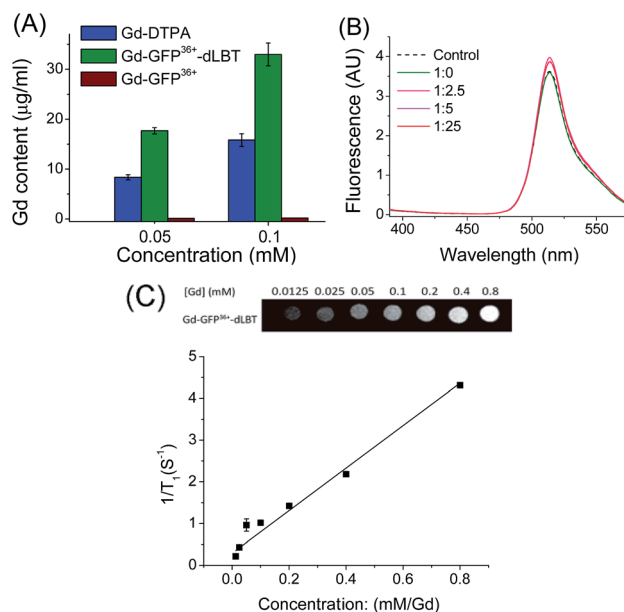 (A)
Gd-DTPA
Gd-GFP³⁶⁺-dLBT
Gd-GFP³⁶⁺
Gd content (µg/ml)
30
20
10
0
0.05
0.1
Concentration (mM)
(B)
Control
1:0
1:2.5
1:5
1:25
Fluorescence (AU)
5
4
3
2
1
0
400
450
500
550
Wavelength (nm)
(C)
[Gd] (mM)
0.0125
0.025
0.05
0.1
0.2
0.4
0.8
Gd-GFP³⁶⁺-dLBT
1/T₁(S⁻¹)
5
4
3
2
1
0
0.0
0.2
0.4
0.6
0.8
Concentration: (mM/Gd)